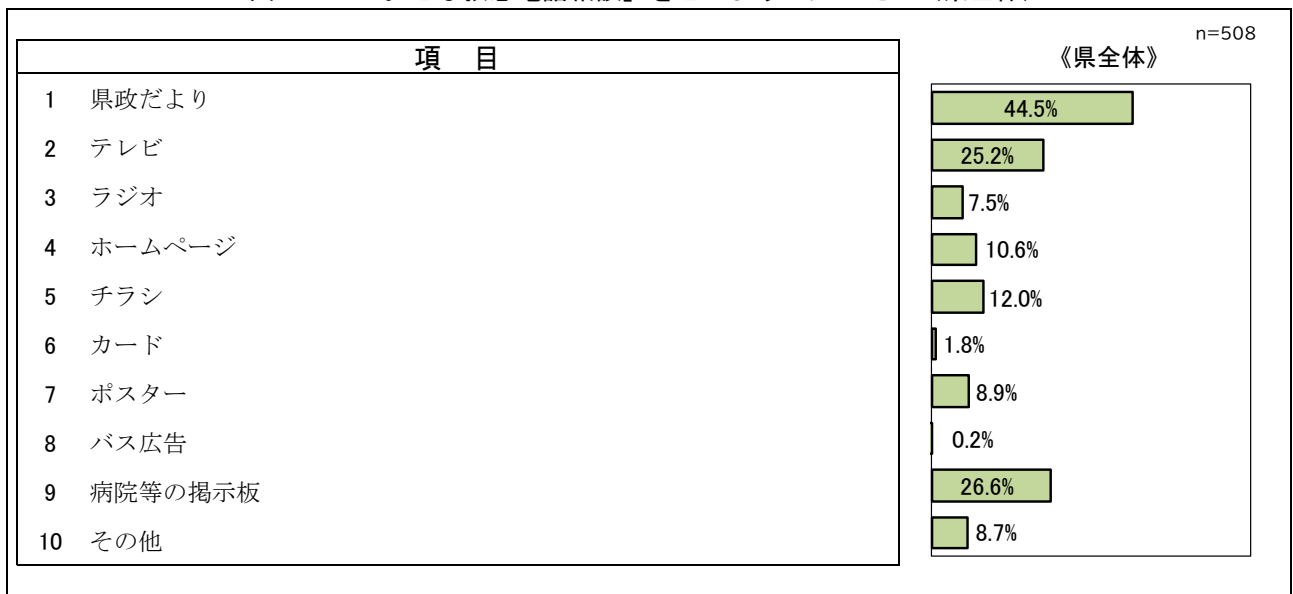 n=508
項 目 《県全体》
1 県政だより 44.5%
2 テレビ 25.2%
3 ラジオ 7.5%
4 ホームページ 10.6%
5 チラシ 12.0%
6 カード 1.8%
7 ポスター 8.9%
8 バス広告 0.2%
9 病院等の掲示板 26.6%
10 その他 8.7%